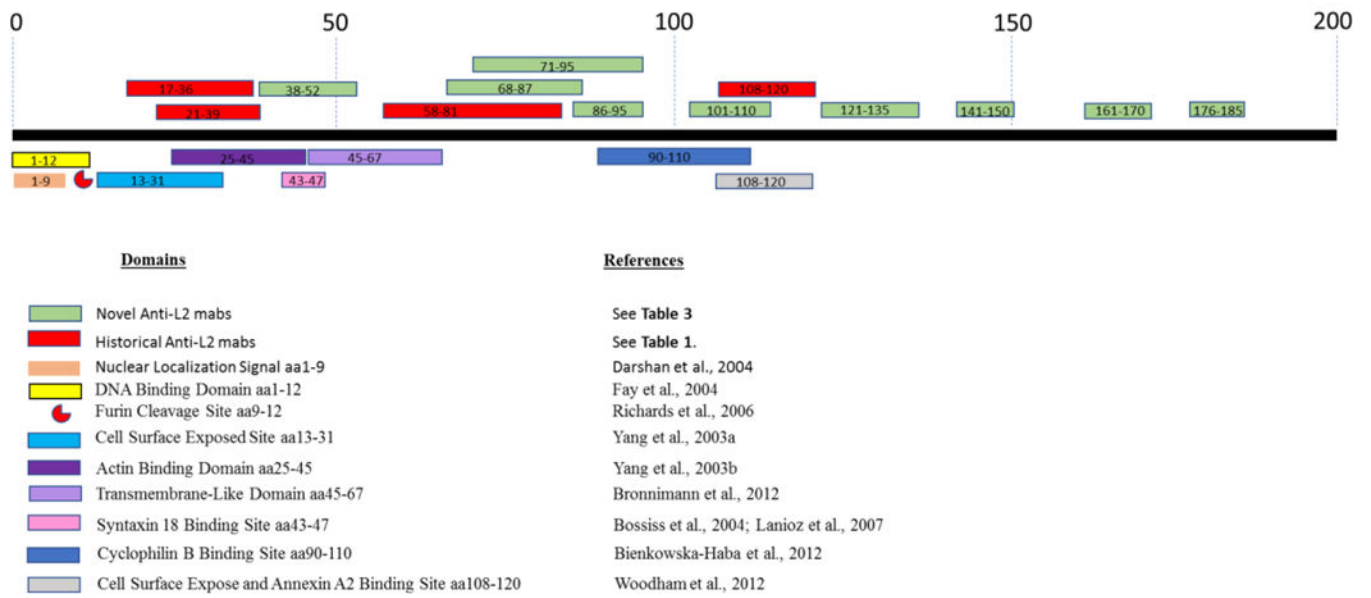 0 50 100 150 200
71-95
17-36 38-52 68-87 108-120
21-39 58-81 86-95 101-110 121-135 141-150 161-170 176-185
1-12 25-45 45-67 90-110
1-9 13-31 43-47 108-120
Domains References
Novel Anti-L2 mabs See Table 3
Historical Anti-L2 mabs See Table 1.
Nuclear Localization Signal aa1-9 Darshan et al., 2004
DNA Binding Domain aa1-12 Fay et al., 2004
Furin Cleavage Site aa9-12 Richards et al., 2006
Cell Surface Exposed Site aa13-31 Yang et al., 2003a
Actin Binding Domain aa25-45 Yang et al., 2003b
Transmembrane-Like Domain aa45-67 Bronnimann et al., 2012
Syntaxin 18 Binding Site aa43-47 Bossiss et al., 2004; Lanioz et al., 2007
Cyclophilin B Binding Site aa90-110 Bienkowska-Haba et al., 2012
Cell Surface Expose and Annexin A2 Binding Site aa108-120 Woodham et al., 2012